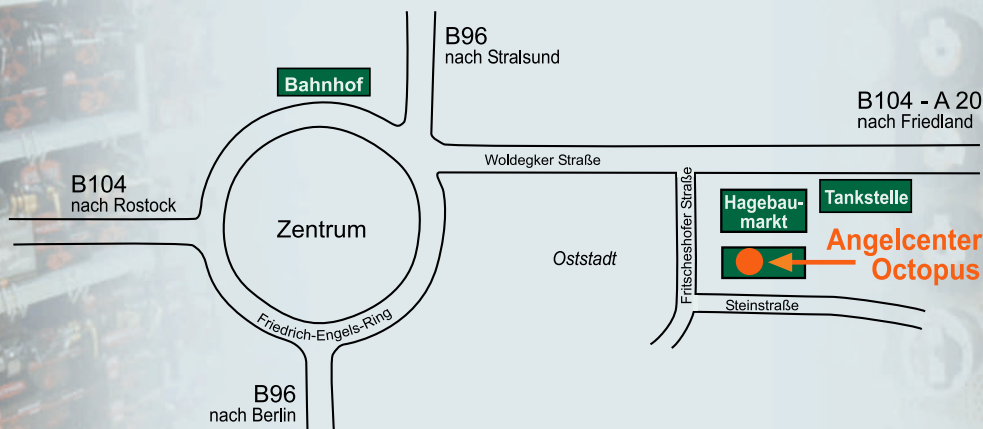 B96
nach Stralsund
Bahnhof
B104 - A 20
nach Friedland
Woldegker Straße
B104
nach Rostock
Zentrum
Oststadt
Fritscheshofer Straße
Hagebau-
markt
Tankstelle
Angelcenter
Octopus
Steinstraße
Friedrich-Engels-Ring
B96
nach Berlin